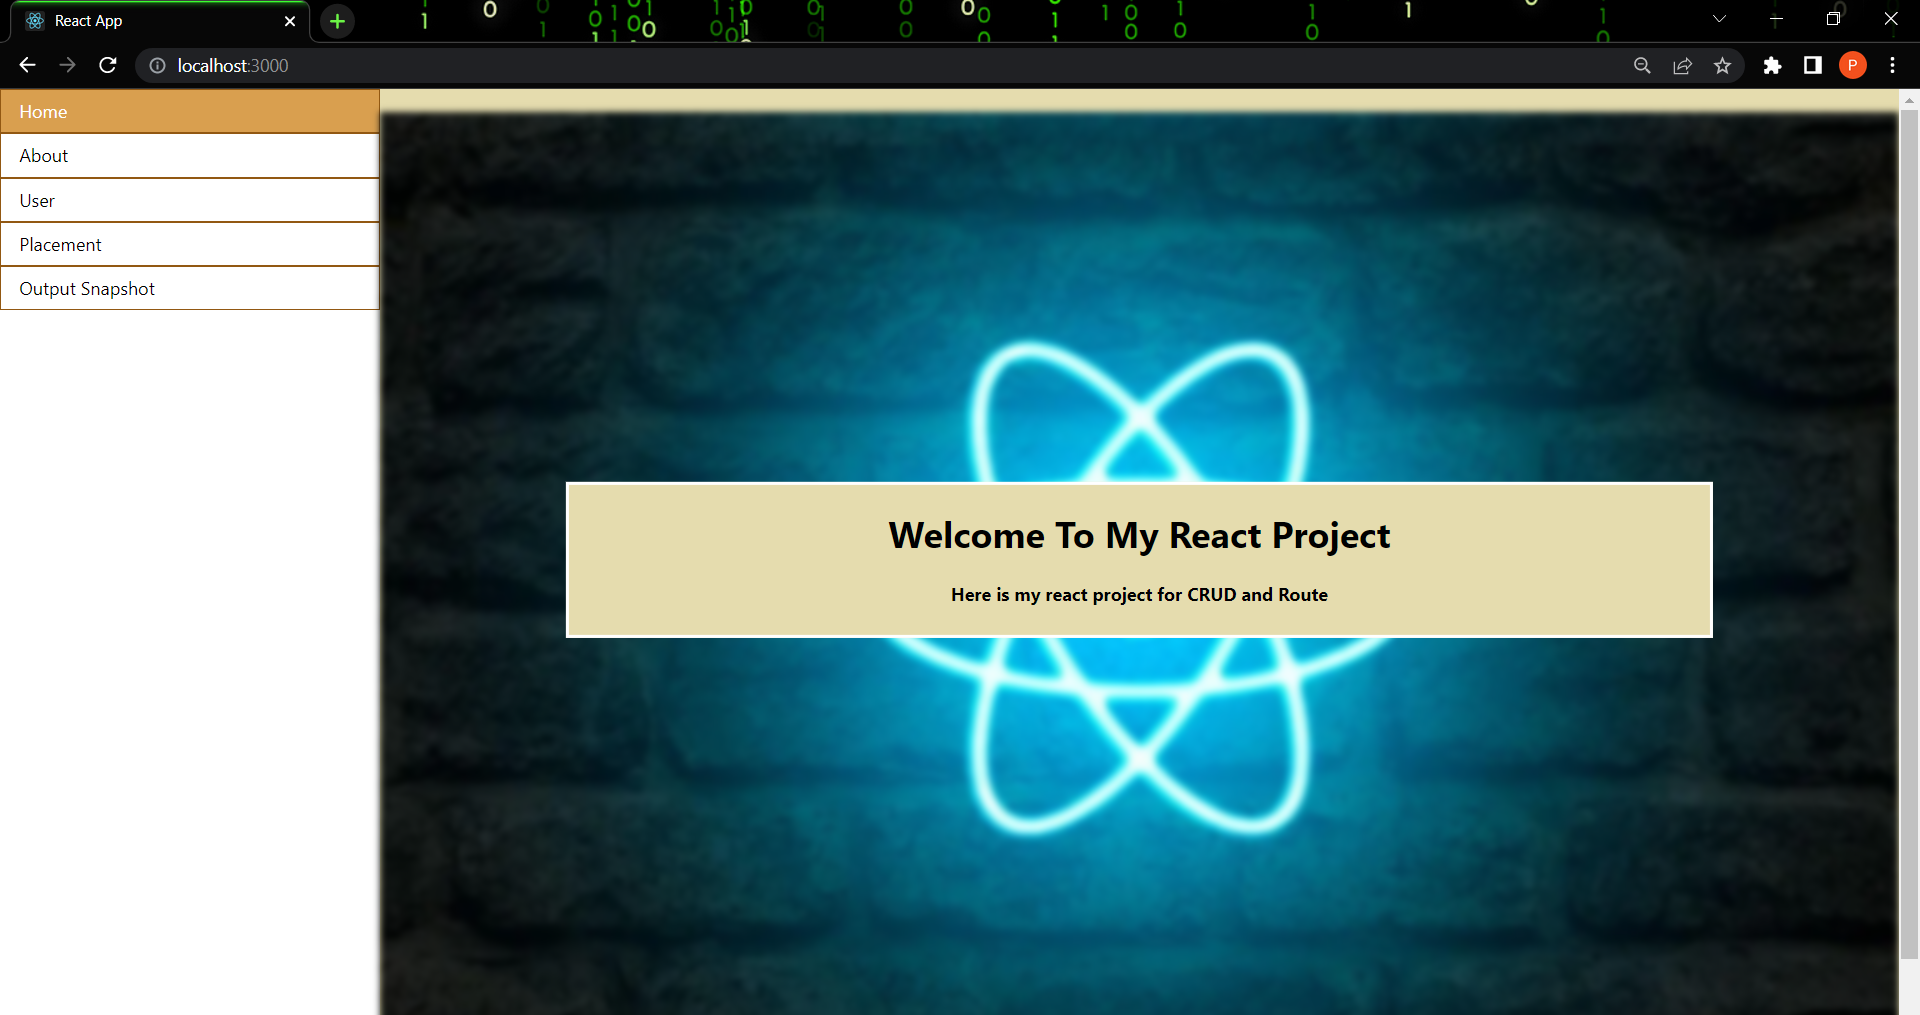 React App
localhost:3000
P
Home
About
User
Placement
Output Snapshot
Welcome To My React Project
Here is my react project for CRUD and Route